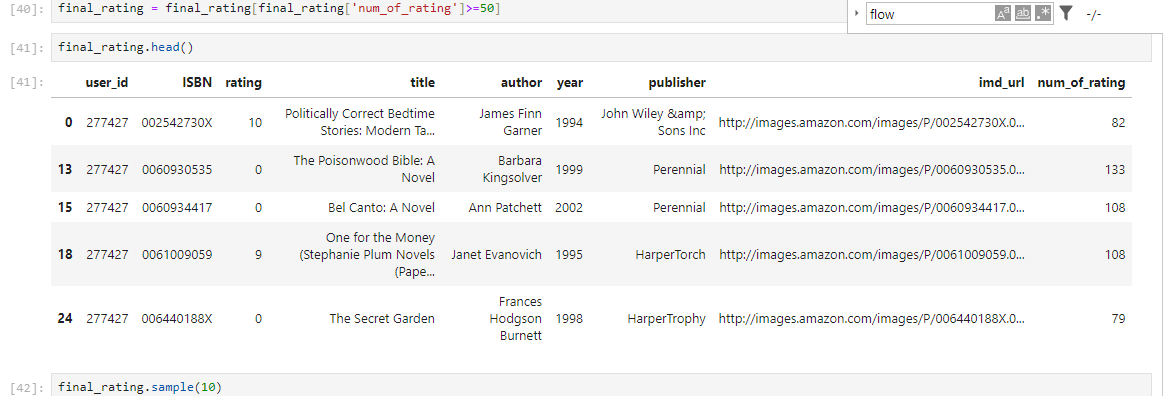 [40]: final_rating = final_rating[final_rating['num_of_rating']>=50]
flow Aa ab .* -/-
[41]: final_rating.head()
[41]: user_id ISBN rating title author year publisher imd_url num_of_rating
0 277427 002542730X 10 Politically Correct Bedtime Stories: Modern Ta... James Finn Garner 1994 John Wiley &amp; Sons Inc http://images.amazon.com/images/P/002542730X.0... 82
13 277427 0060930535 0 The Poisonwood Bible: A Novel Barbara Kingsolver 1999 Perennial http://images.amazon.com/images/P/0060930535.0... 133
15 277427 0060934417 0 Bel Canto: A Novel Ann Patchett 2002 Perennial http://images.amazon.com/images/P/0060934417.0... 108
18 277427 0061009059 9 One for the Money (Stephanie Plum Novels (Pape... Janet Evanovich 1995 HarperTorch http://images.amazon.com/images/P/0061009059.0... 108
24 277427 006440188X 0 The Secret Garden Frances Hodgson Burnett 1998 HarperTrophy http://images.amazon.com/images/P/006440188X.0... 79
[42]: final_rating.sample(10)